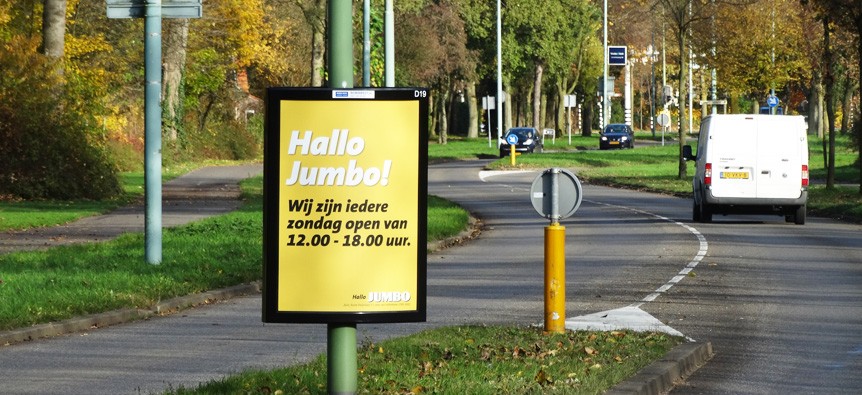 D19
Hallo
Jumbo!
Wij zijn iedere
zondag open van
12.00 - 18.00 uur.
Hallo JUMBO